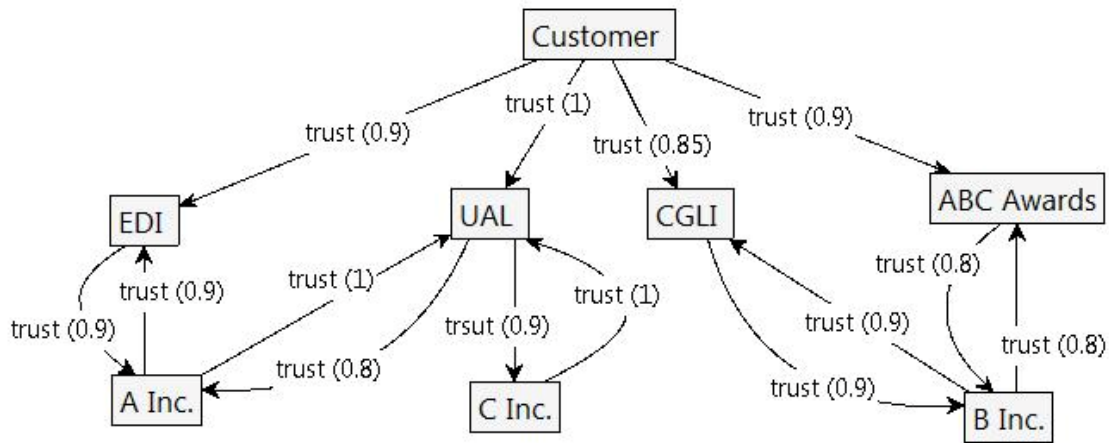 Customer
trust (1)
trust (0.9)
trust (0.9)
trust (0.85)
ABC Awards
EDI
UAL
CGLI
trust (0.8)
trust (1)
trust (0.9)
trust (1)
trust (0.9)
trsut (0.9)
trust (0.9)
trust (0.8)
trust (0.8)
trust (0.9)
A Inc.
C Inc.
B Inc.